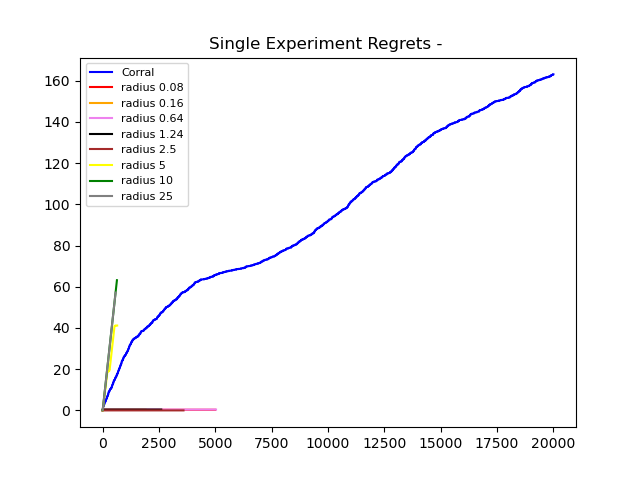 Single Experiment Regrets -
160
140
120
100
80
60
40
20
0
Corral
radius 0.08
radius 0.16
radius 0.64
radius 1.24
radius 2.5
radius 5
radius 10
radius 25
0 2500 5000 7500 10000 12500 15000 17500 20000